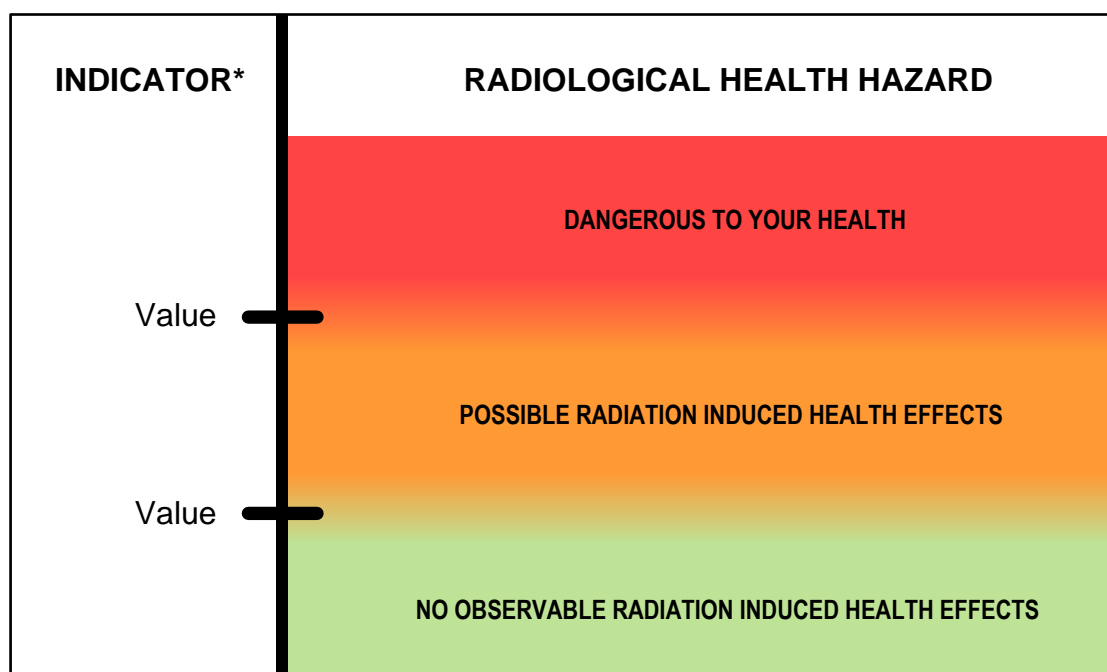 INDICATOR*
RADIOLOGICAL HEALTH HAZARD
DANGEROUS TO YOUR HEALTH
Value
POSSIBLE RADIATION INDUCED HEALTH EFFECTS
Value
NO OBSERVABLE RADIATION INDUCED HEALTH EFFECTS